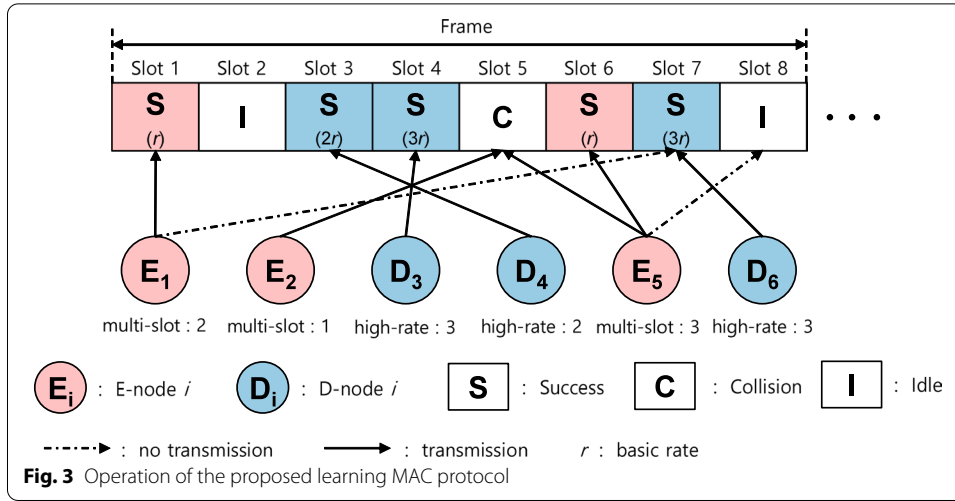 Frame
Slot 1 Slot 2 Slot 3 Slot 4 Slot 5 Slot 6 Slot 7 Slot 8
S I S S C S S I
(r) (2r) (3r) (r) (3r)
E1 E2 D3 D4 E5 D6
multi-slot : 2 multi-slot : 1 high-rate : 3 high-rate : 2 multi-slot : 3 high-rate : 3
Ei : E-node i Di : D-node i S : Success C : Collision I : Idle
: no transmission : transmission r : basic rate
Fig. 3 Operation of the proposed learning MAC protocol